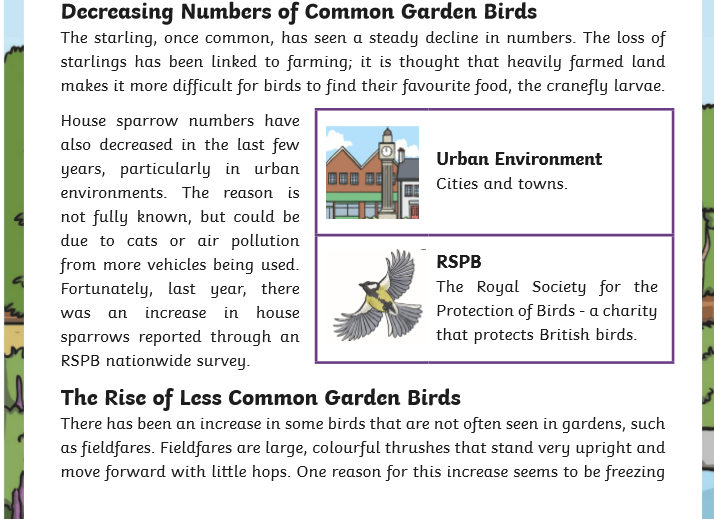 Decreasing Numbers of Common Garden Birds
The starling, once common, has seen a steady decline in numbers. The loss of
starlings has been linked to farming; it is thought that heavily farmed land
makes it more difficult for birds to find their favourite food, the cranefly larvae.
House sparrow numbers have
also decreased in the last few
years, particularly in urban
environments. The reason is
not fully known, but could be
due to cats or air pollution
from more vehicles being used.
Fortunately, last year, there
was an increase in house
sparrows reported through an
RSPB nationwide survey.
Urban Environment
Cities and towns.
RSPB
The Royal Society for the
Protection of Birds - a charity
that protects British birds.
The Rise of Less Common Garden Birds
There has been an increase in some birds that are not often seen in gardens, such
as fieldfares. Fieldfares are large, colourful thrushes that stand very upright and
move forward with little hops. One reason for this increase seems to be freezing